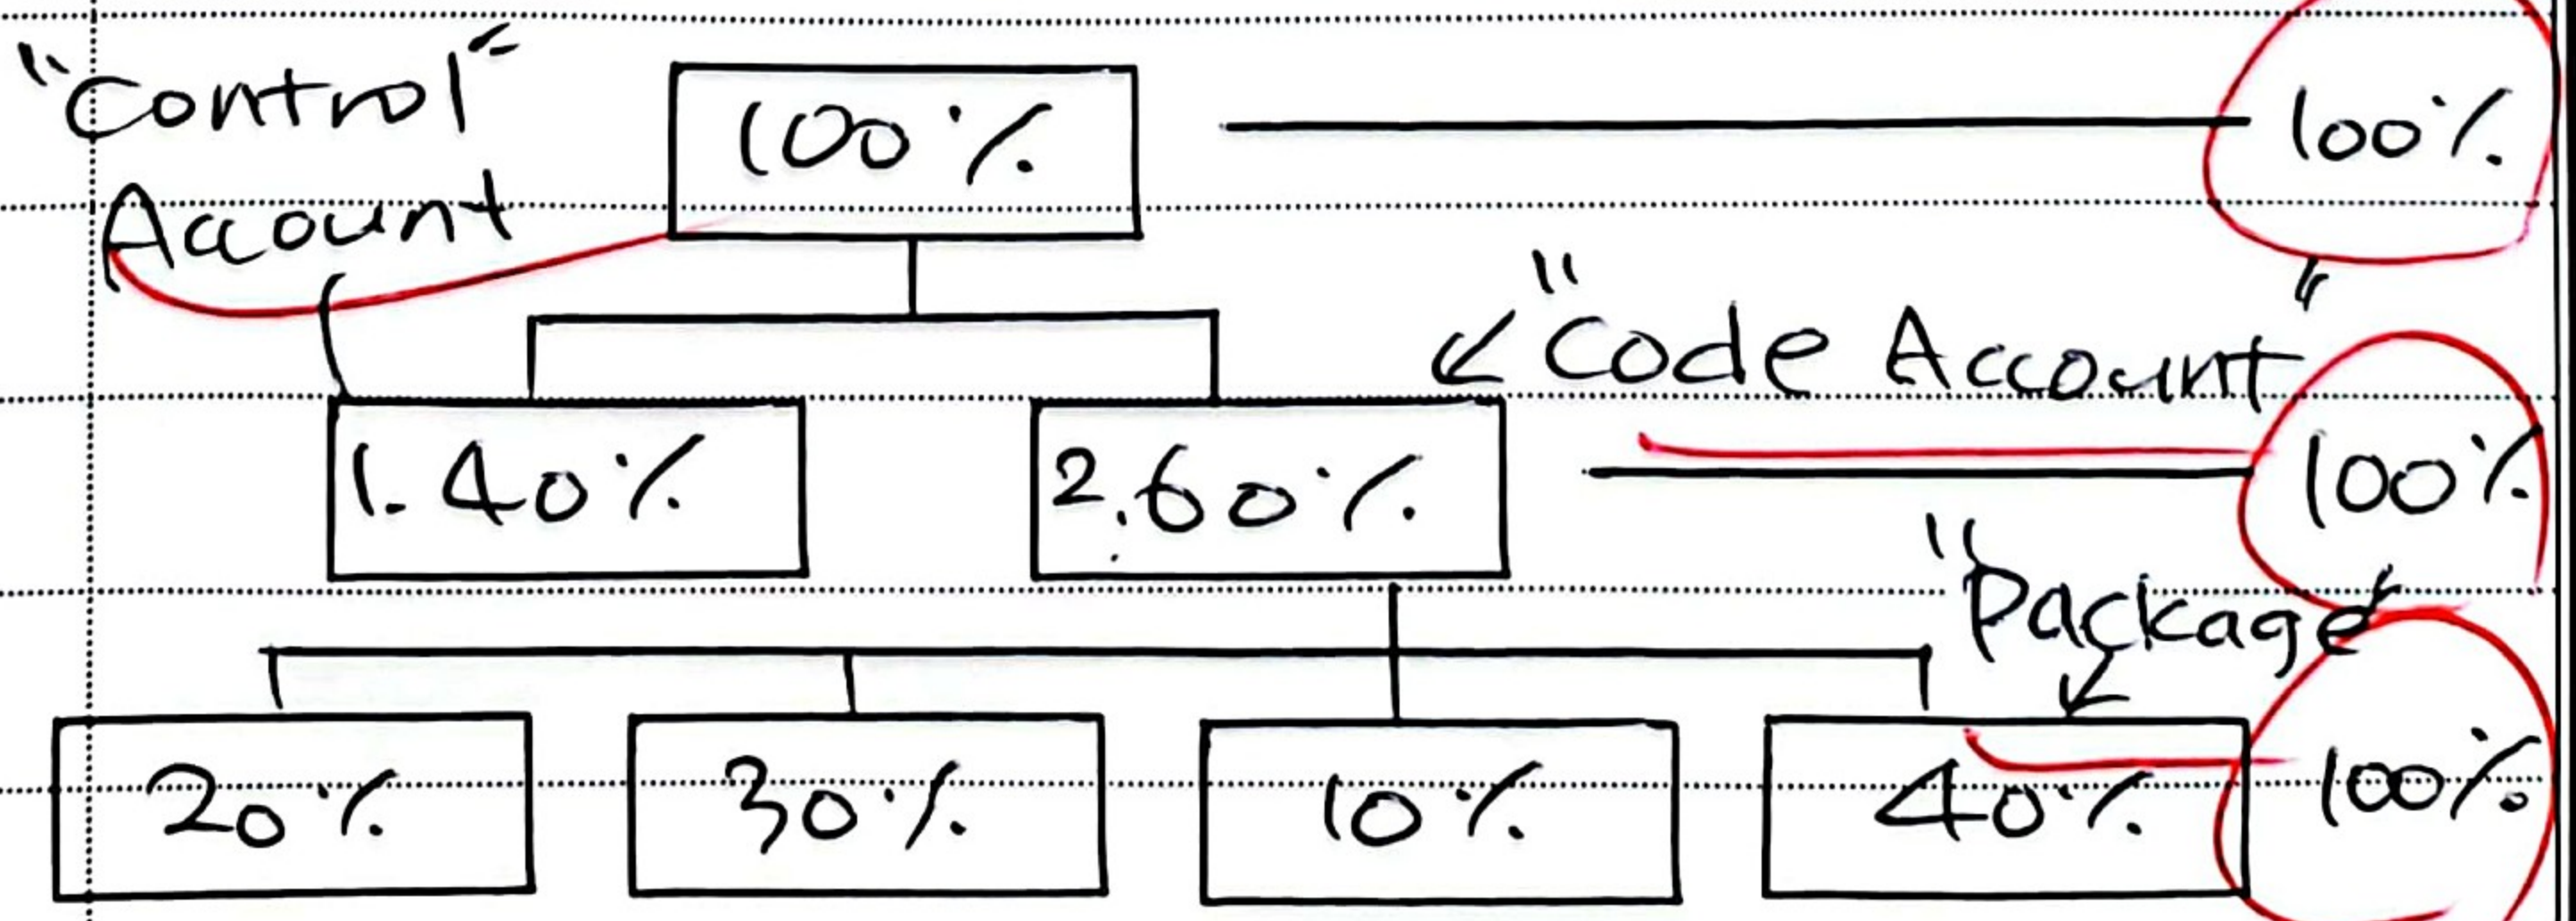 "Control"
Account
100%
100%
"Code Account"
1. 40%
2. 60%
100%
"Package"
20%
30%
10%
40%
100%